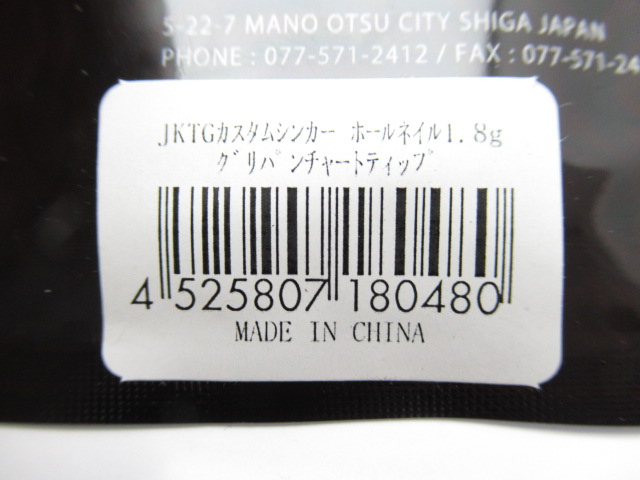 5-22-7 MANO OTSU CITY SHIGA JAPAN
PHONE : 077-571-2412 / FAX : 077-571-24
JKTGカスタムシンカー ホールネイル1.8g
グリパンチャートティップ
4 525807 180480
MADE IN CHINA